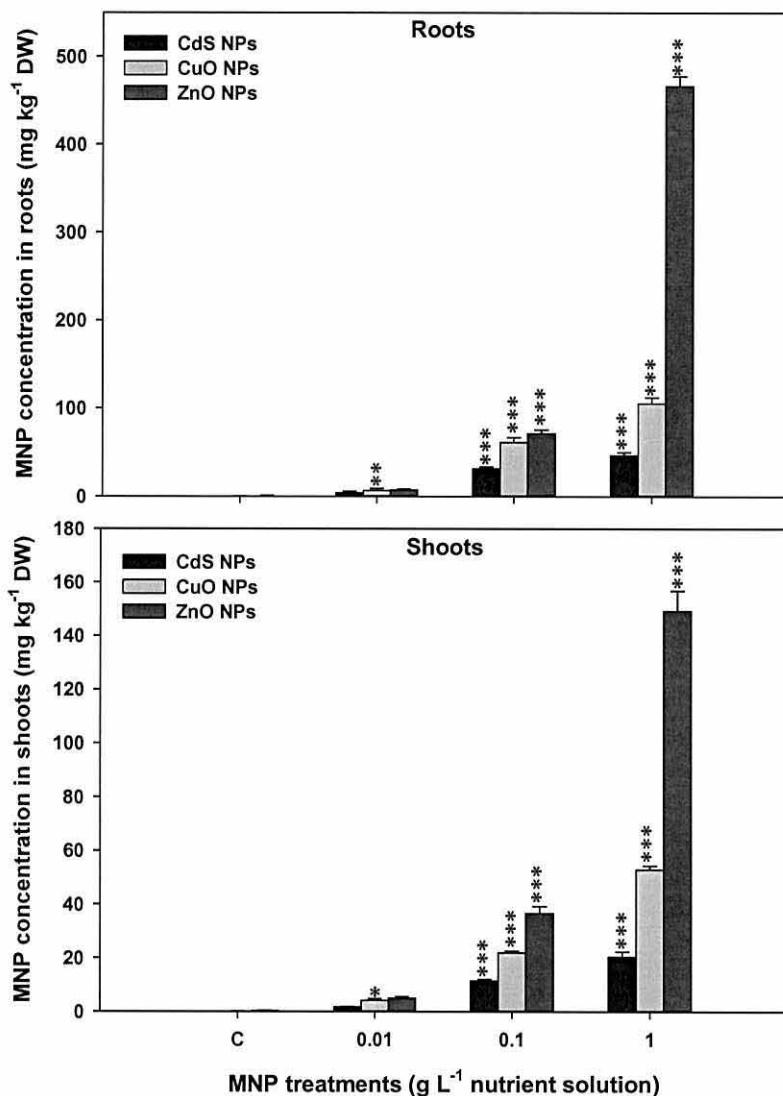 Roots
CdS NPs
CuO NPs
ZnO NPs
MNP concentration in roots (mg kg⁻¹ DW)
500
400
300
200
100
0
**
***
***
***
***
***
***
Shoots
CdS NPs
CuO NPs
ZnO NPs
MNP concentration in shoots (mg kg⁻¹ DW)
180
160
140
120
100
80
60
40
20
0
*
***
***
***
***
***
***
C 0.01 0.1 1
MNP treatments (g L⁻¹ nutrient solution)